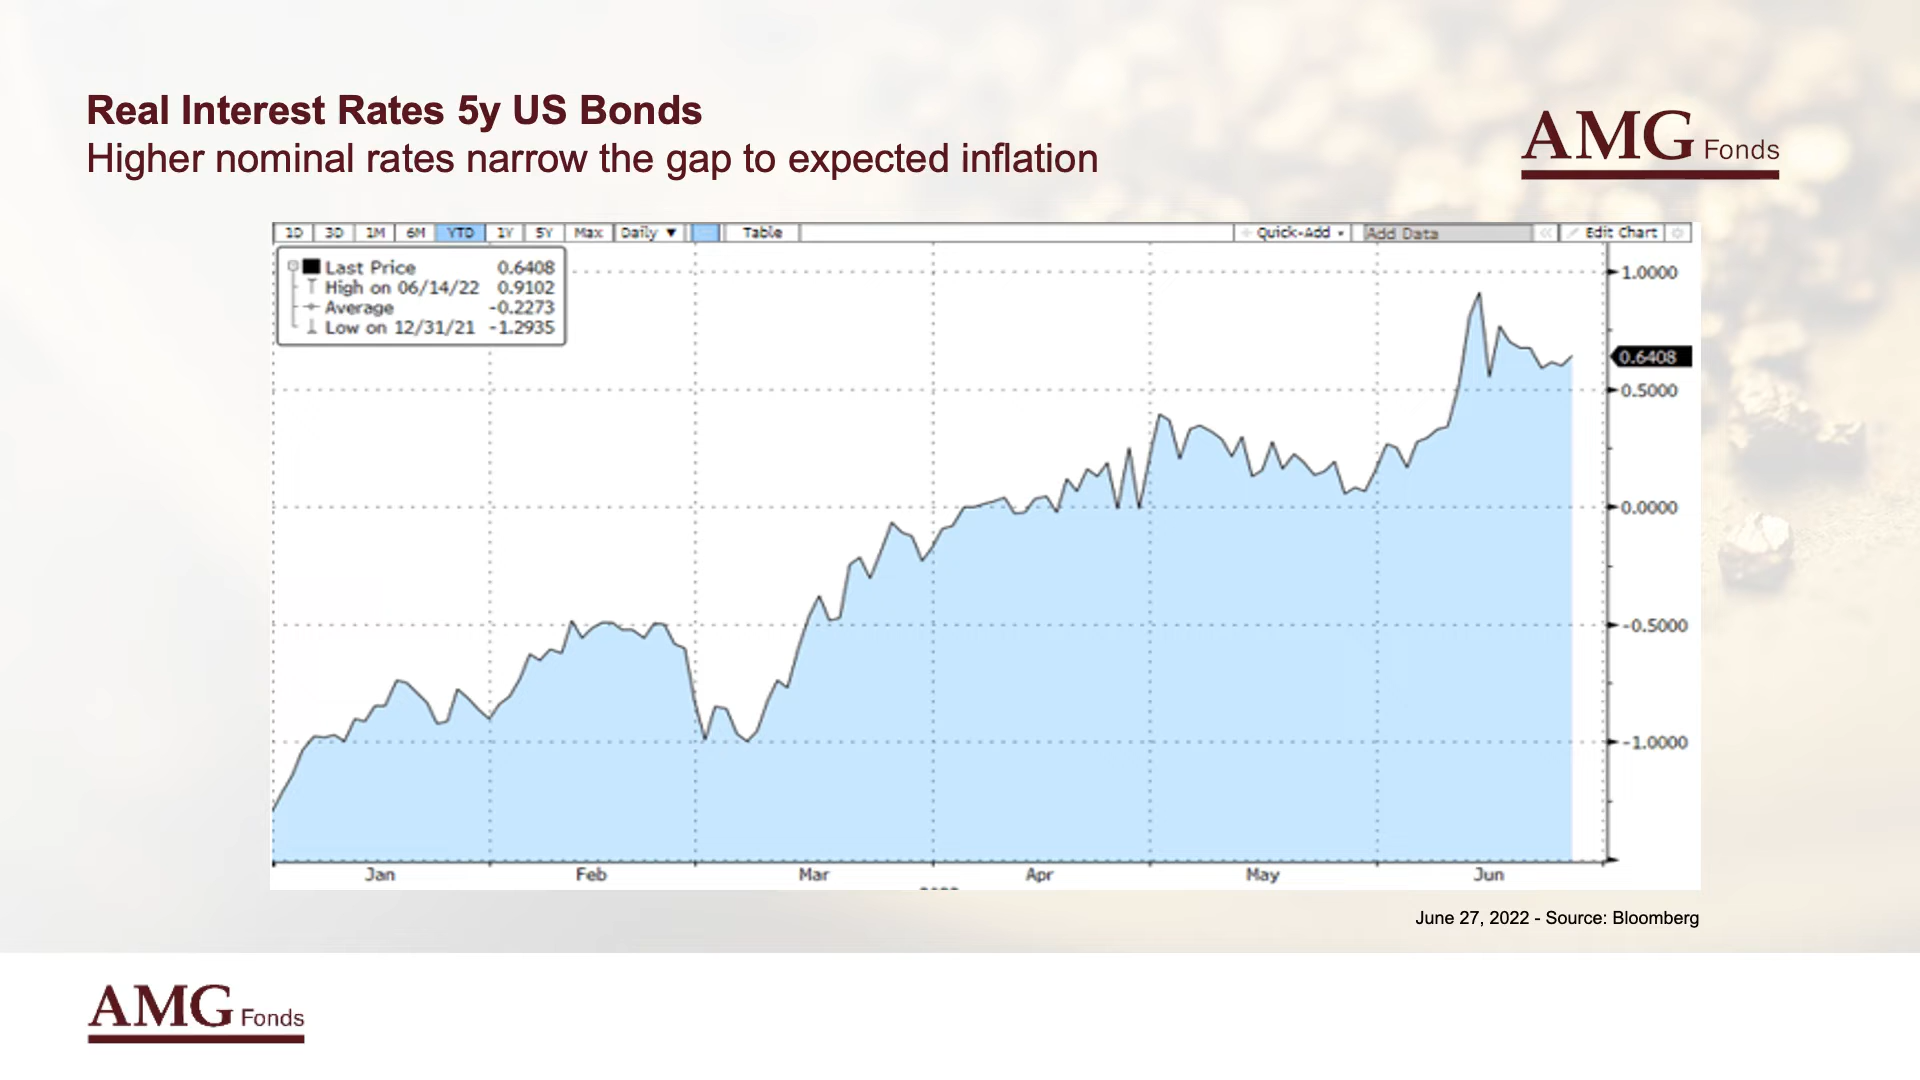 Real Interest Rates 5y US Bonds
Higher nominal rates narrow the gap to expected inflation
AMG Fonds
1D 3D 1M 6M YTD 1Y 5Y Max Daily ▼ Table Quick-Add Add Data « Edit Chart
Last Price 0.6408
High on 06/14/22 0.9102
Average -0.2273
Low on 12/31/21 -1.2935
1.0000
0.6408
0.5000
0.0000
-0.5000
-1.0000
Jan Feb Mar Apr May Jun
June 27, 2022 - Source: Bloomberg
AMG Fonds